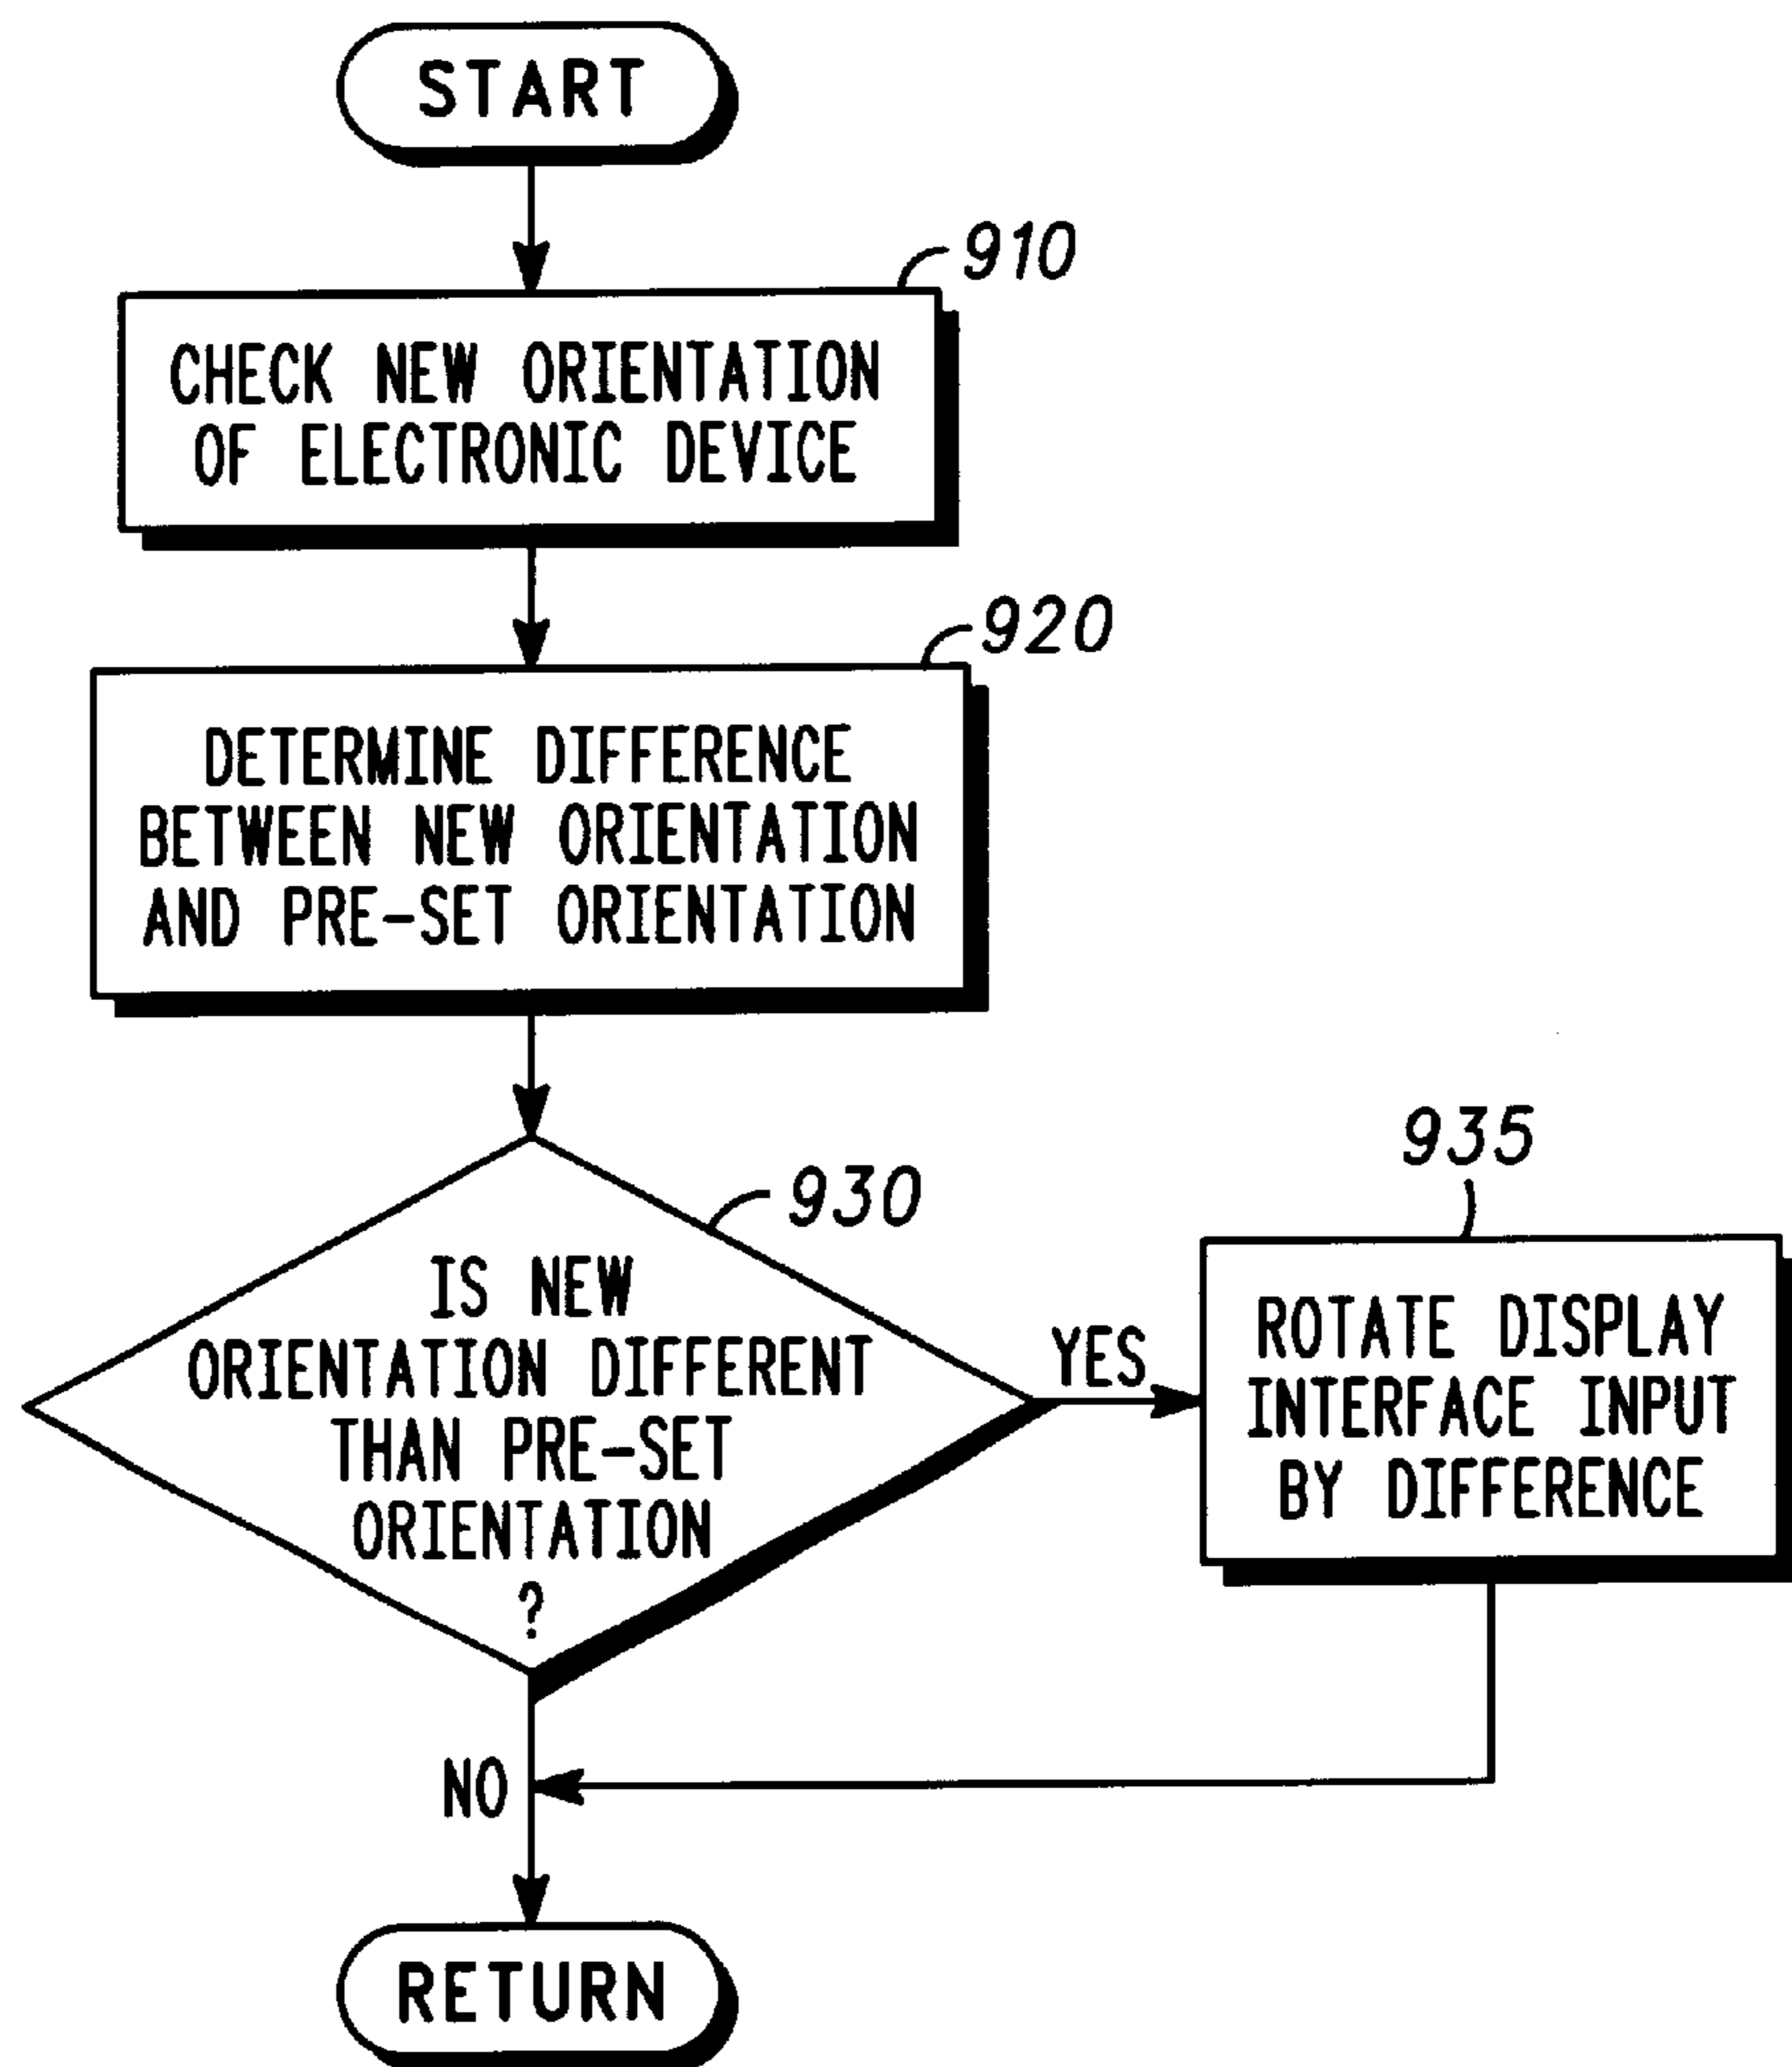 START
910
CHECK NEW ORIENTATION
OF ELECTRONIC DEVICE
920
DETERMINE DIFFERENCE
BETWEEN NEW ORIENTATION
AND PRE-SET ORIENTATION
930
IS NEW
ORIENTATION DIFFERENT
THAN PRE-SET
ORIENTATION
?
YES
935
ROTATE DISPLAY
INTERFACE INPUT
BY DIFFERENCE
NO
RETURN